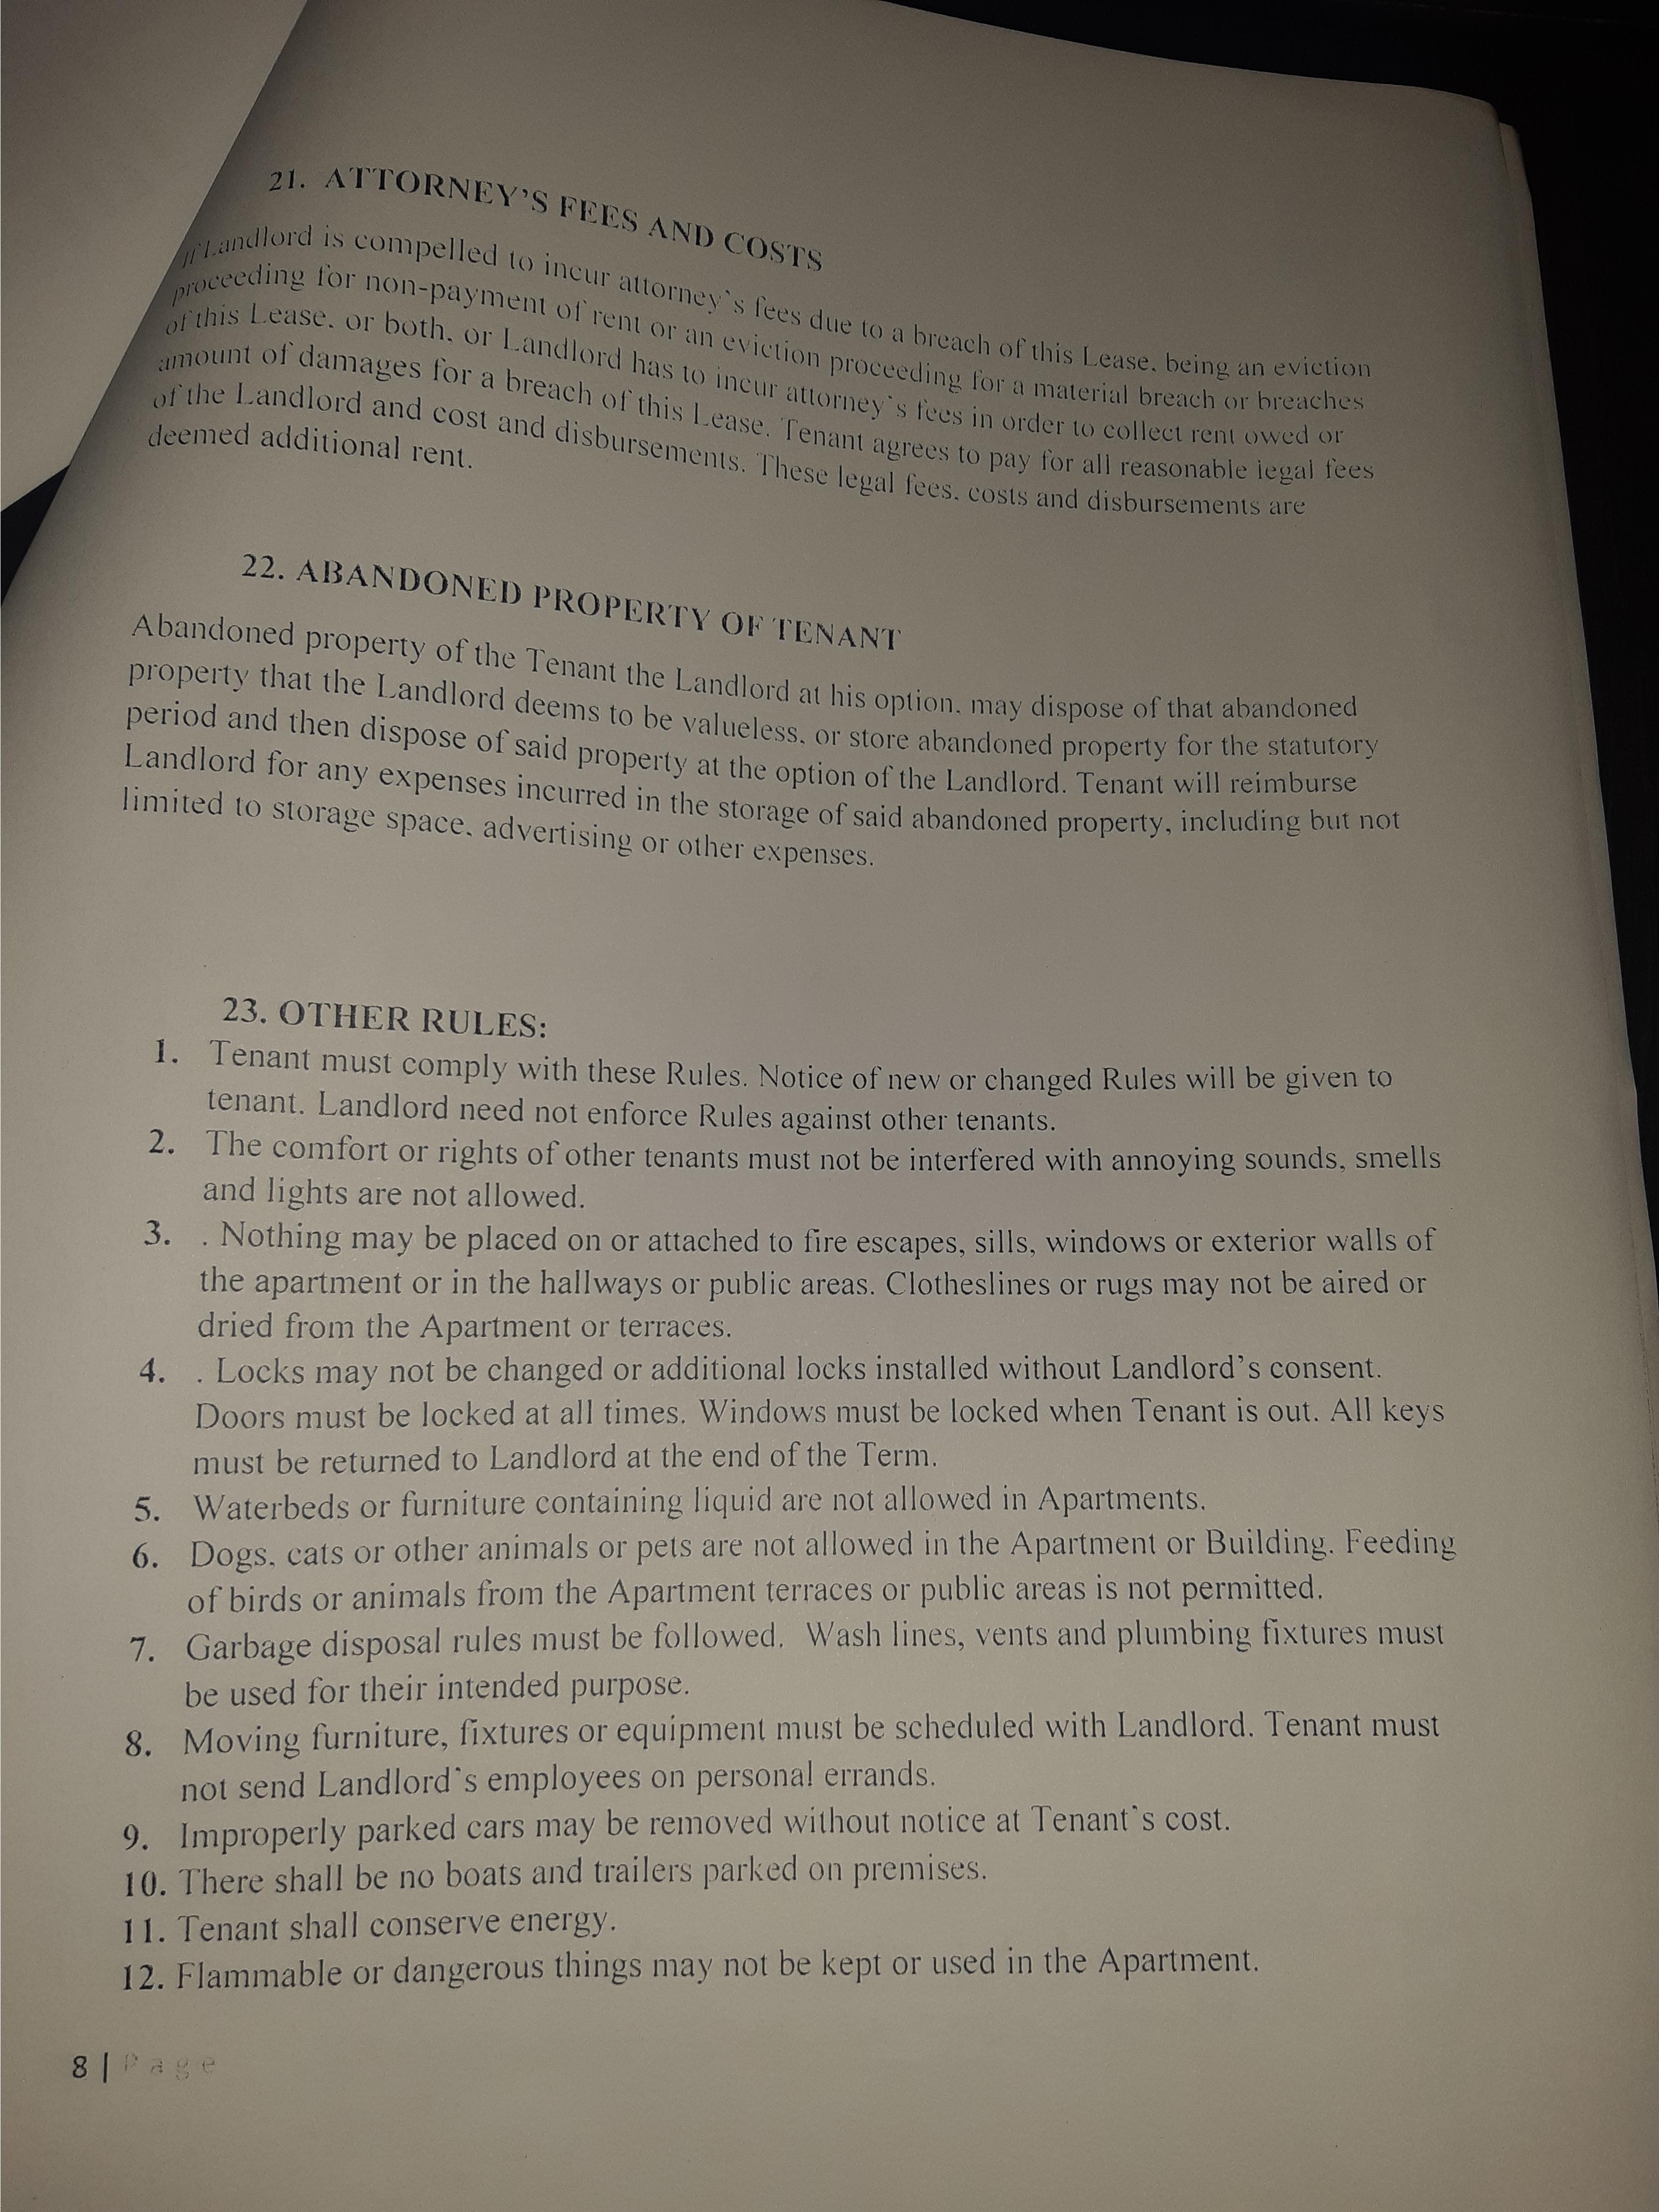 21. ATTORNEY'S FEES AND COSTS
If Landlord is compelled to incur attorney's fees due to a breach of this Lease, being an eviction
proceeding for non-payment of rent or an eviction proceeding for a material breach or breaches
of this Lease, or both, or Landlord has to incur attorney's fees in order to collect rent owed or
amount of damages for a breach of this Lease. Tenant agrees to pay for all reasonable legal fees
of the Landlord and cost and disbursements. These legal fees, costs and disbursements are
deemed additional rent.
22. ABANDONED PROPERTY OF TENANT
Abandoned property of the Tenant the Landlord at his option, may dispose of that abandoned
property that the Landlord deems to be valueless, or store abandoned property for the statutory
period and then dispose of said property at the option of the Landlord. Tenant will reimburse
Landlord for any expenses incurred in the storage of said abandoned property, including but not
limited to storage space, advertising or other expenses.
23. OTHER RULES:
1. Tenant must comply with these Rules. Notice of new or changed Rules will be given to
tenant. Landlord need not enforce Rules against other tenants.
2. The comfort or rights of other tenants must not be interfered with annoying sounds, smells
and lights are not allowed.
3. . Nothing may be placed on or attached to fire escapes, sills, windows or exterior walls of
the apartment or in the hallways or public areas. Clotheslines or rugs may not be aired or
dried from the Apartment or terraces.
4. . Locks may not be changed or additional locks installed without Landlord's consent.
Doors must be locked at all times. Windows must be locked when Tenant is out. All keys
must be returned to Landlord at the end of the Term.
5. Waterbeds or furniture containing liquid are not allowed in Apartments.
6. Dogs, cats or other animals or pets are not allowed in the Apartment or Building. Feeding
of birds or animals from the Apartment terraces or public areas is not permitted.
7. Garbage disposal rules must be followed. Wash lines, vents and plumbing fixtures must
be used for their intended purpose.
8. Moving furniture, fixtures or equipment must be scheduled with Landlord. Tenant must
not send Landlord's employees on personal errands.
9. Improperly parked cars may be removed without notice at Tenant's cost.
10. There shall be no boats and trailers parked on premises.
11. Tenant shall conserve energy.
12. Flammable or dangerous things may not be kept or used in the Apartment.
8 | Page